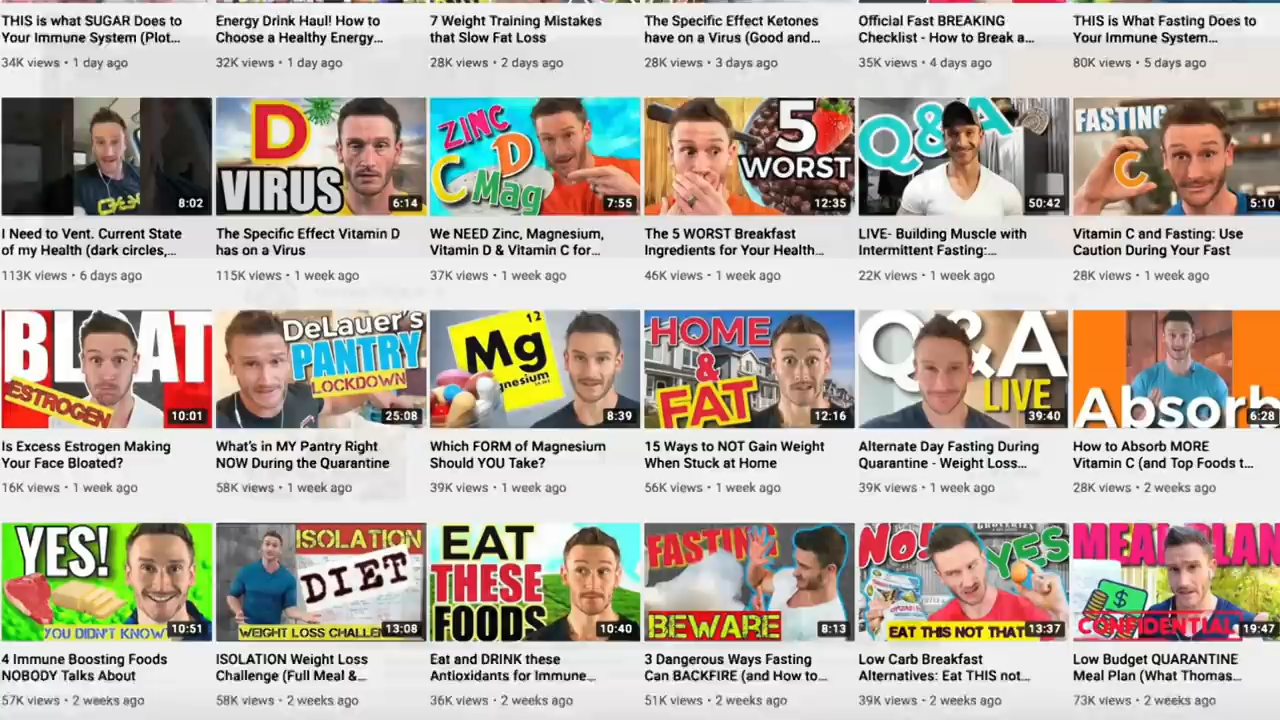 THIS is what SUGAR Does to
Your Immune System (Plot...
34K views • 1 day ago
Energy Drink Haul! How to
Choose a Healthy Energy...
32K views • 1 day ago
7 Weight Training Mistakes
that Slow Fat Loss
28K views • 2 days ago
The Specific Effect Ketones
have on a Virus (Good and...
28K views • 3 days ago
Official Fast BREAKING
Checklist - How to Break a...
35K views • 4 days ago
THIS is What Fasting Does to
Your Immune System...
80K views • 5 days ago
8:02
I Need to Vent. Current State
of my Health (dark circles,...
113K views • 6 days ago
D
VIRUS
6:14
The Specific Effect Vitamin D
has on a Virus
115K views • 1 week ago
ZINC
C D
Mag
7:55
We NEED Zinc, Magnesium,
Vitamin D & Vitamin C for...
37K views • 1 week ago
5
WORST
12:35
The 5 WORST Breakfast
Ingredients for Your Health...
46K views • 1 week ago
Q&A
50:42
LIVE- Building Muscle with
Intermittent Fasting:...
22K views • 1 week ago
FASTING
C
5:10
Vitamin C and Fasting: Use
Caution During Your Fast
28K views • 1 week ago
BLOAT
ESTROGEN
10:01
Is Excess Estrogen Making
Your Face Bloated?
16K views • 1 week ago
DeLauer's
PANTRY
LOCKDOWN
25:08
What's in MY Pantry Right
NOW During the Quarantine
58K views • 1 week ago
12
Mg
gnesium
8:39
Which FORM of Magnesium
Should YOU Take?
39K views • 1 week ago
HOME
&
FAT
12:16
15 Ways to NOT Gain Weight
When Stuck at Home
56K views • 1 week ago
Q&A
LIVE
39:40
Alternate Day Fasting During
Quarantine - Weight Loss...
39K views • 1 week ago
Absorb
6:28
How to Absorb MORE
Vitamin C (and Top Foods t...
28K views • 2 weeks ago
YES!
YOU DIDN'T KNOW
10:51
4 Immune Boosting Foods
NOBODY Talks About
57K views • 2 weeks ago
ISOLATION
DIET
WEIGHT LOSS CHALLEN
13:08
ISOLATION Weight Loss
Challenge (Full Meal &...
58K views • 2 weeks ago
EAT
THESE
FOODS
10:40
Eat and DRINK these
Antioxidants for Immune...
36K views • 2 weeks ago
FASTING
BEWARE
8:13
3 Dangerous Ways Fasting
Can BACKFIRE (and How to...
51K views • 2 weeks ago
GROCERIES
NO! YES
EAT THIS NOT THAT
13:37
Low Carb Breakfast
Alternatives: Eat THIS not...
39K views • 2 weeks ago
MEAL PLAN
$
CONFIDENTIAL
19:47
Low Budget QUARANTINE
Meal Plan (What Thomas...
73K views • 2 weeks ago